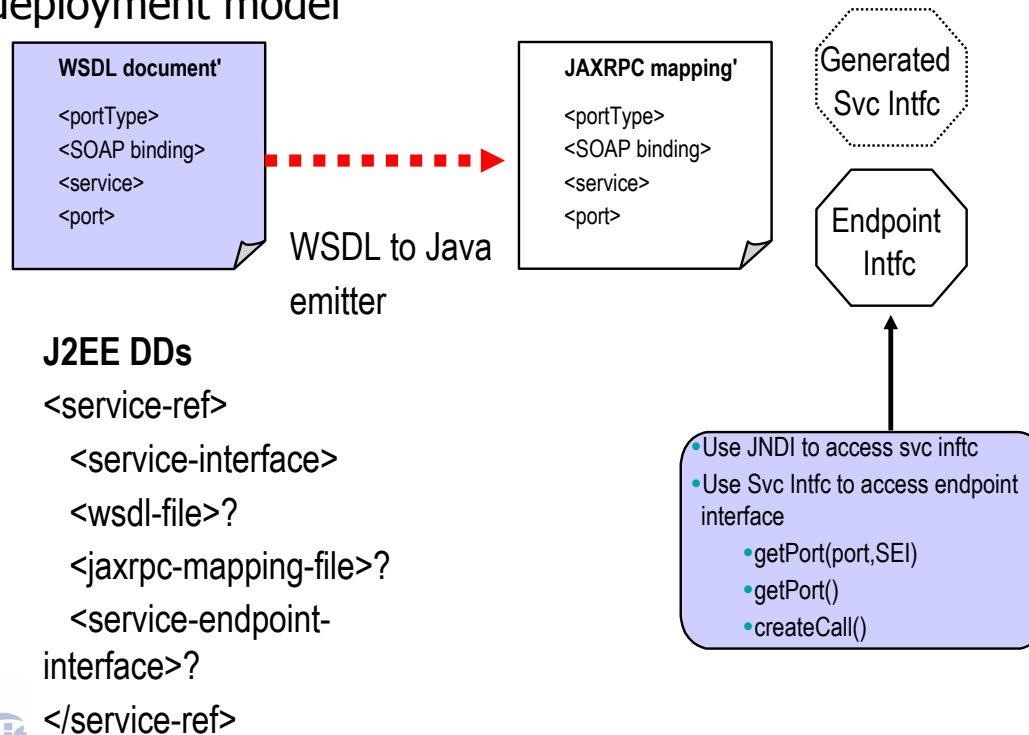 deployment model
WSDL document'
<portType>
<SOAP binding>
<service>
<port>
WSDL to Java
emitter
JAXRPC mapping'
<portType>
<SOAP binding>
<service>
<port>
Generated
Svc Intfc
Endpoint
Intfc
J2EE DDs
<service-ref>
<service-interface>
<wsdl-file>?
<jaxrpc-mapping-file>?
<service-endpoint-
interface>?
</service-ref>
•Use JNDI to access svc inftc
•Use Svc Intfc to access endpoint
interface
•getPort(port,SEI)
•getPort()
•createCall()